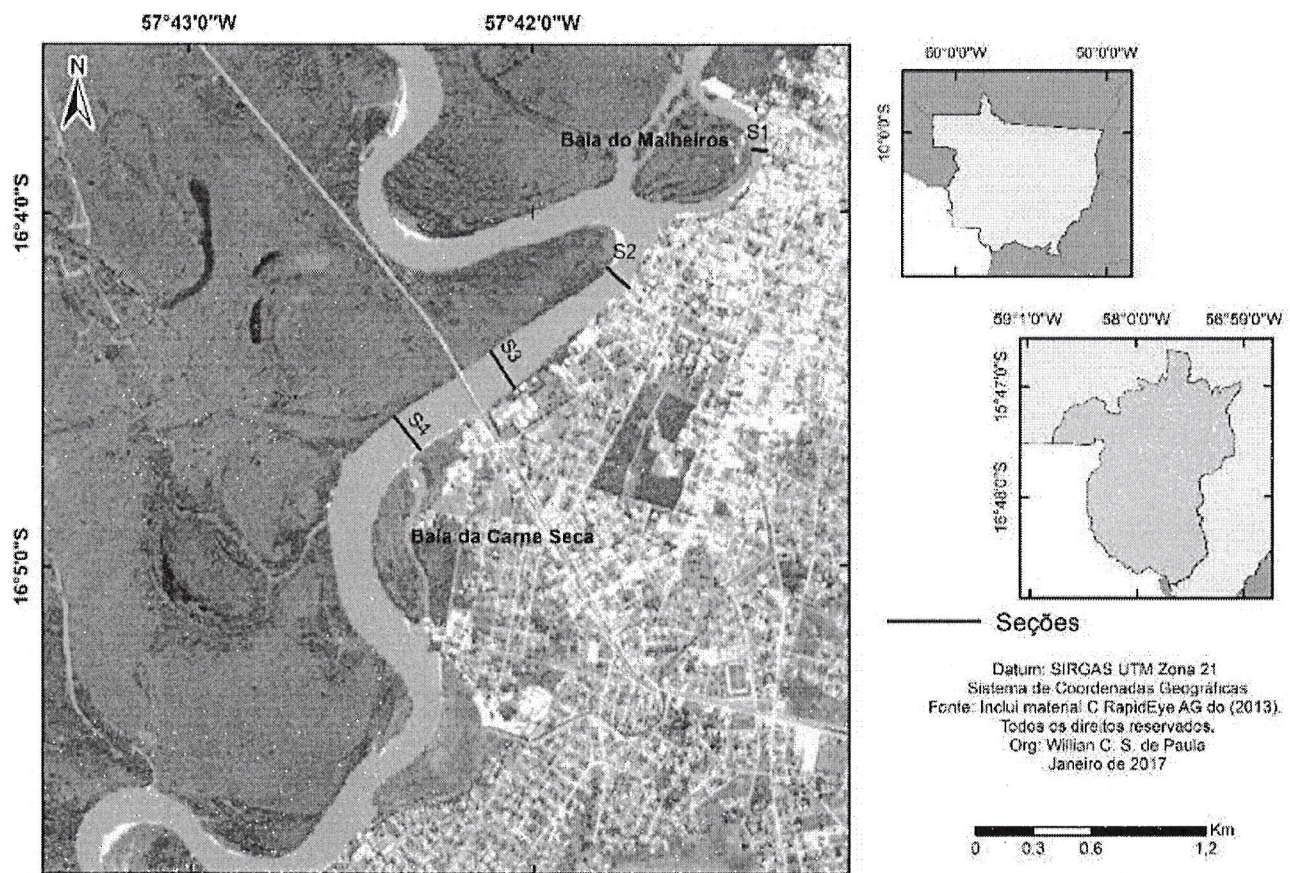 57°43'0"W
57°42'0"W
N
Baía do Malheiros
S1
16°4'0"S
S2
S3
S4
Baía da Carne Seca
16°5'0"S
60°0'0"W
50°0'0"W
10°0'0"S
59°1'0"W
58°0'0"W
56°59'0"W
15°47'0"S
16°48'0"S
Seções
Datum: SIRGAS UTM Zona 21
Sistema de Coordenadas Geográficas
Fonte: Inclui material C RapidEye AG do (2013).
Todos os direitos reservados.
Org: Willian C. S. de Paula
Janeiro de 2017
Km
0 0.3 0.6 1,2